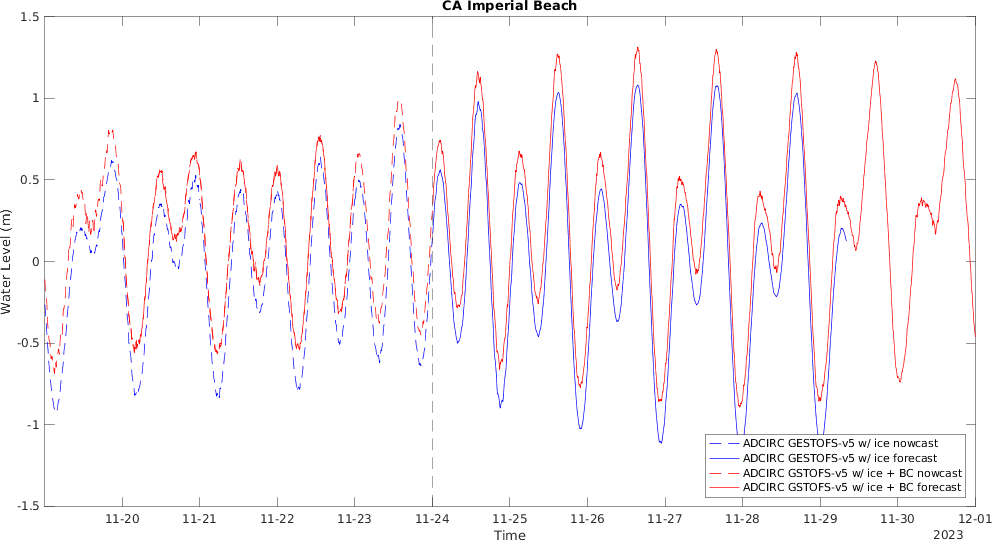 CA Imperial Beach
1.5
1
0.5
0
-0.5
-1
-1.5
Water Level (m)
ADCIRC GESTOFS-v5 w/ ice nowcast
ADCIRC GESTOFS-v5 w/ ice forecast
ADCIRC GSTOFS-v5 w/ ice + BC nowcast
ADCIRC GSTOFS-v5 w/ ice + BC forecast
11-20 11-21 11-22 11-23 11-24 11-25 11-26 11-27 11-28 11-29 11-30 12-01
Time
2023